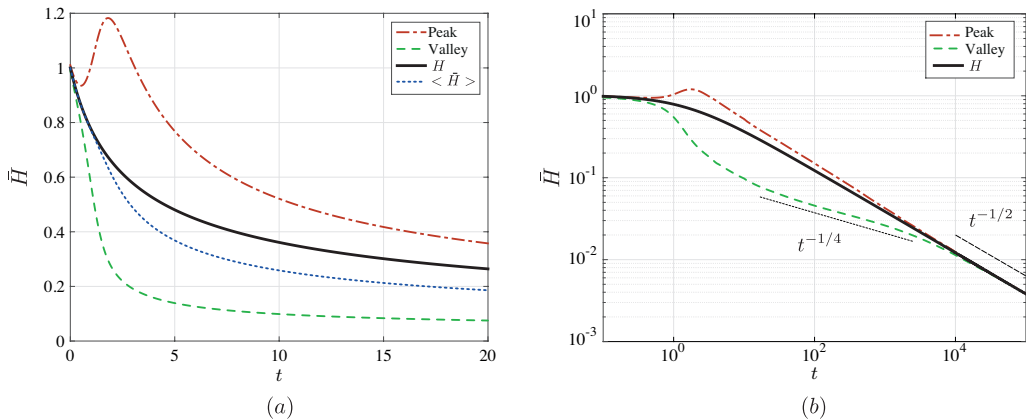 1.2
1
0.8
0.6
0.4
0.2
0
0
5
10
15
20
t
H̄
Peak
Valley
H
< H̄ >
(a)
10^1
10^0
10^-1
10^-2
10^-3
10^0
10^2
10^4
t
H̄
Peak
Valley
H
t^{-1/4}
t^{-1/2}
(b)